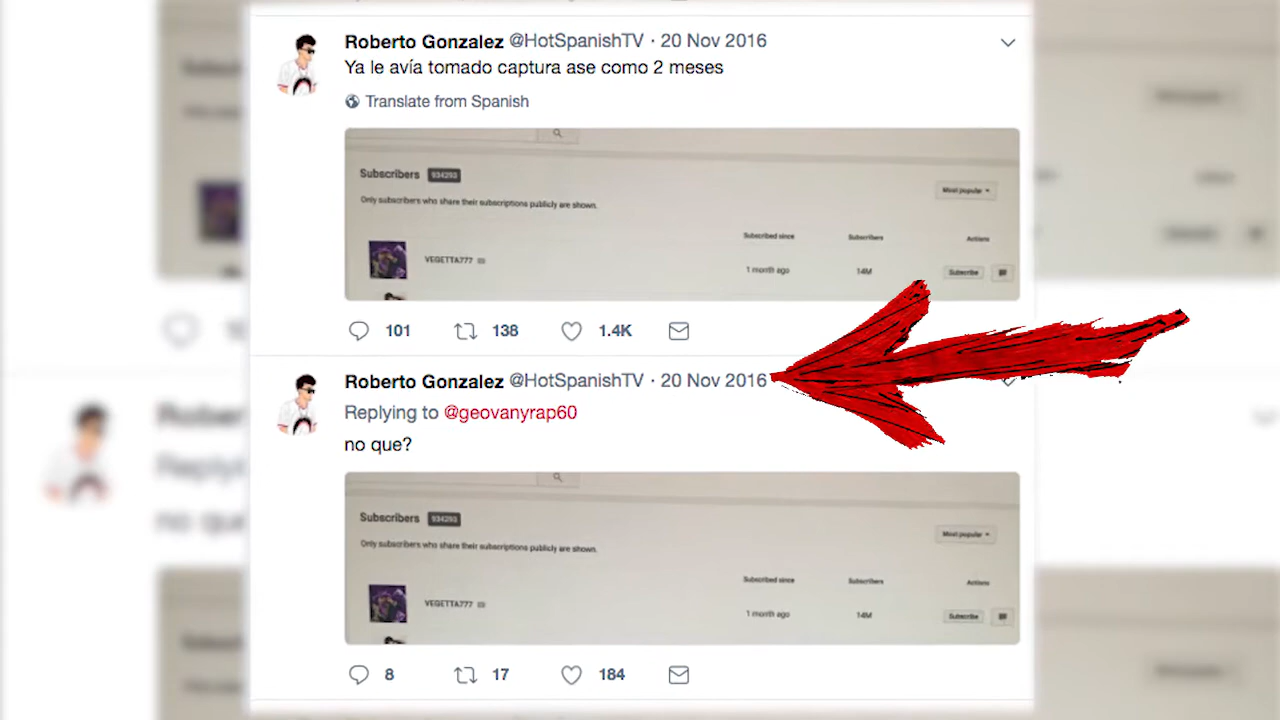 Roberto Gonzalez @HotSpanishTV · 20 Nov 2016
Ya le avía tomado captura ase como 2 meses
Translate from Spanish
Subscribers 934293
Most popular
Only subscribers who share their subscriptions publicly are shown.
Subscribed since Subscribers Actions
VEGETTA777 1 month ago 14M Subscribe
101 138 1.4K
Roberto Gonzalez @HotSpanishTV · 20 Nov 2016
Replying to @geovanyrap60
no que?
Subscribers 934293
Most popular
Only subscribers who share their subscriptions publicly are shown.
Subscribed since Subscribers Actions
VEGETTA777 1 month ago 14M Subscribe
8 17 184